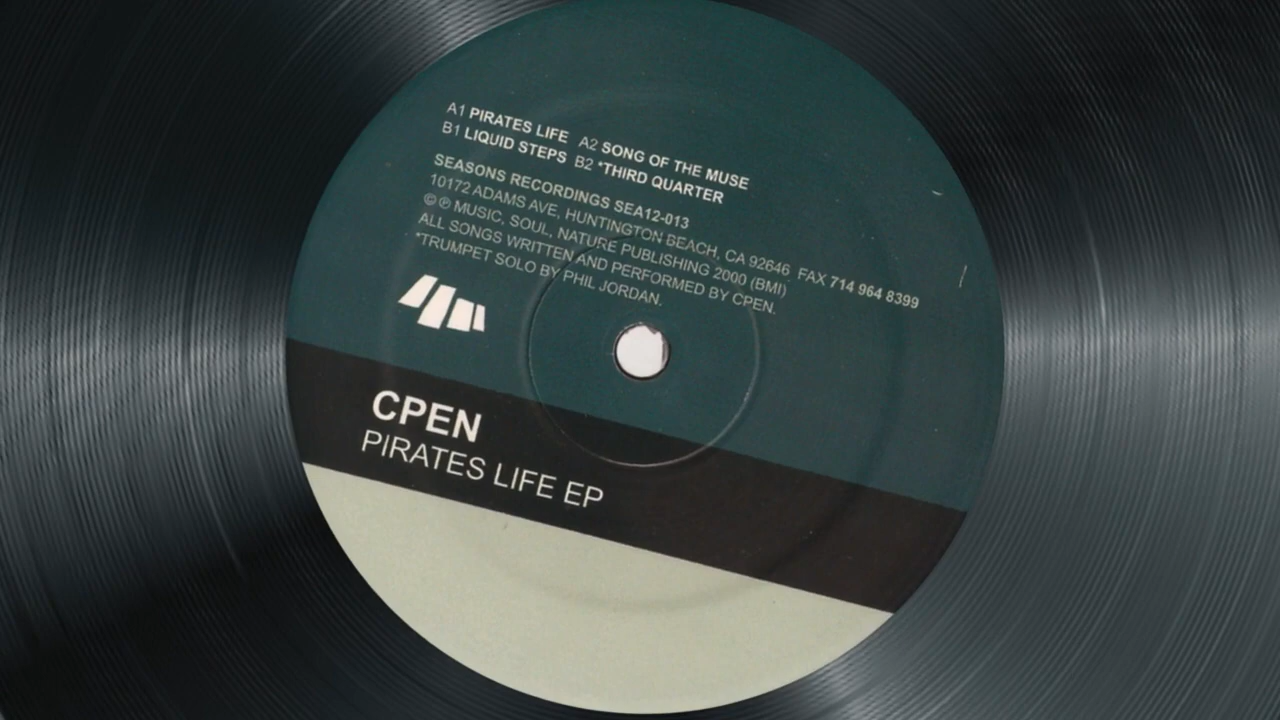 A1 PIRATES LIFE A2 SONG OF THE MUSE
B1 LIQUID STEPS B2 *THIRD QUARTER
SEASONS RECORDINGS SEA12-013
10172 ADAMS AVE, HUNTINGTON BEACH, CA 92646 FAX 714 964 8399
©℗ MUSIC, SOUL, NATURE PUBLISHING 2000 (BMI)
ALL SONGS WRITTEN AND PERFORMED BY CPEN.
*TRUMPET SOLO BY PHIL JORDAN.
CPEN
PIRATES LIFE EP